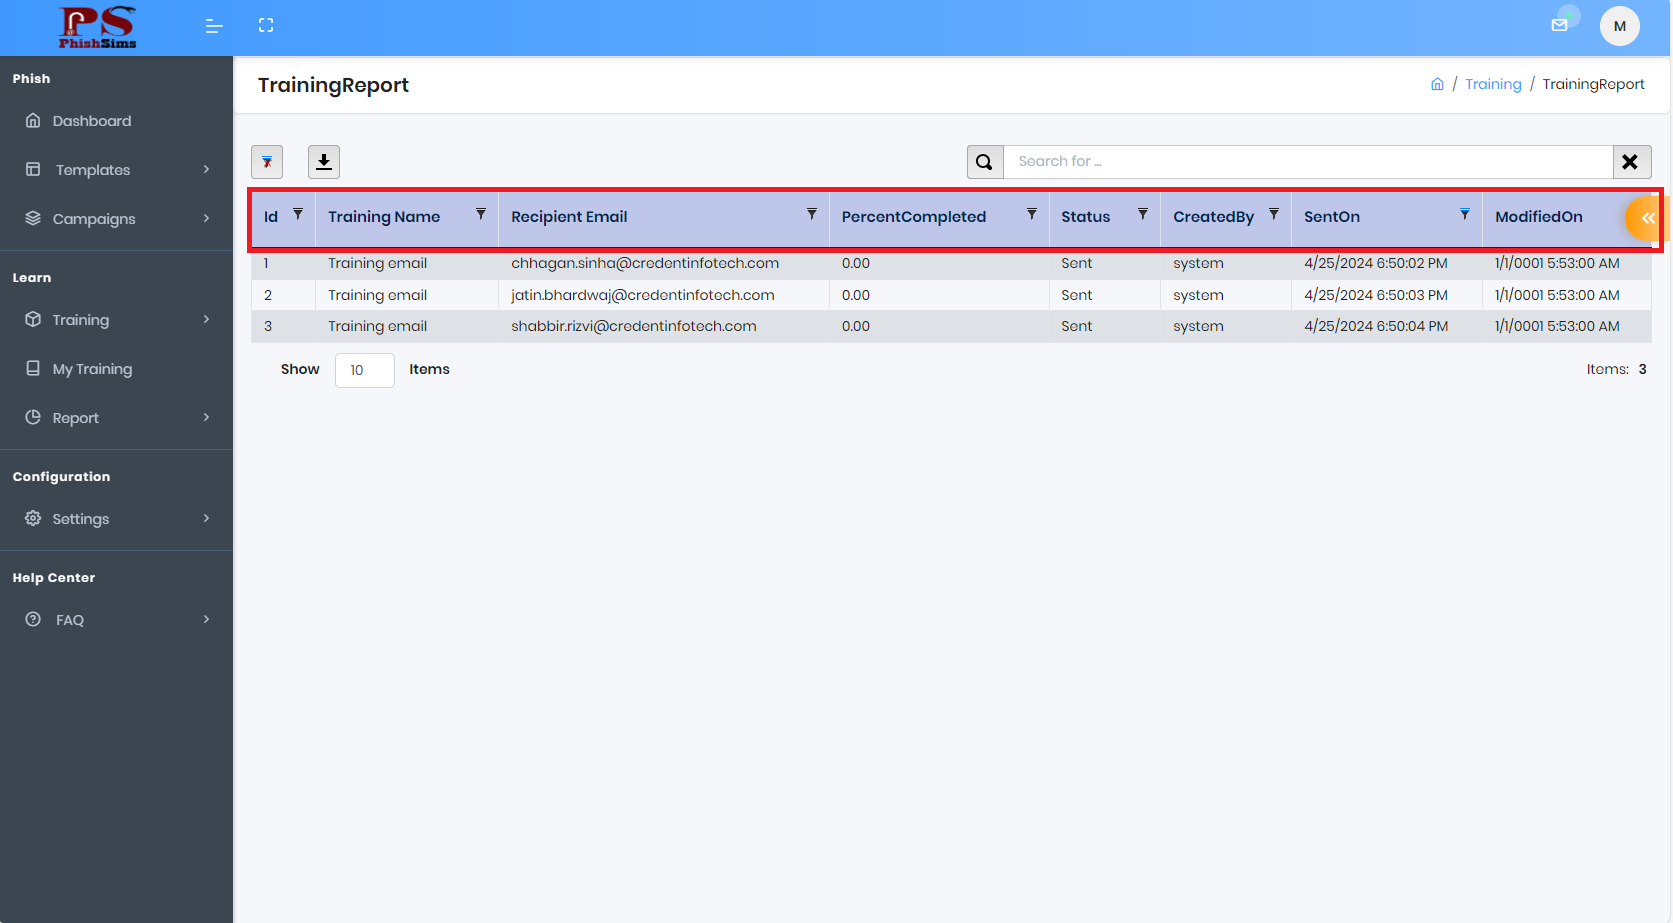 PS
PhishSims
M
Phish
Dashboard
Templates
Campaigns
Learn
Training
My Training
Report
Configuration
Settings
Help Center
FAQ
TrainingReport
/ Training / TrainingReport
Search for ...
Id Training Name Recipient Email PercentCompleted Status CreatedBy SentOn ModifiedOn
1 Training email chhagan.sinha@credentinfotech.com 0.00 Sent system 4/25/2024 6:50:02 PM 1/1/0001 5:53:00 AM
2 Training email jatin.bhardwaj@credentinfotech.com 0.00 Sent system 4/25/2024 6:50:03 PM 1/1/0001 5:53:00 AM
3 Training email shabbir.rizvi@credentinfotech.com 0.00 Sent system 4/25/2024 6:50:04 PM 1/1/0001 5:53:00 AM
Show 10 Items
Items: 3